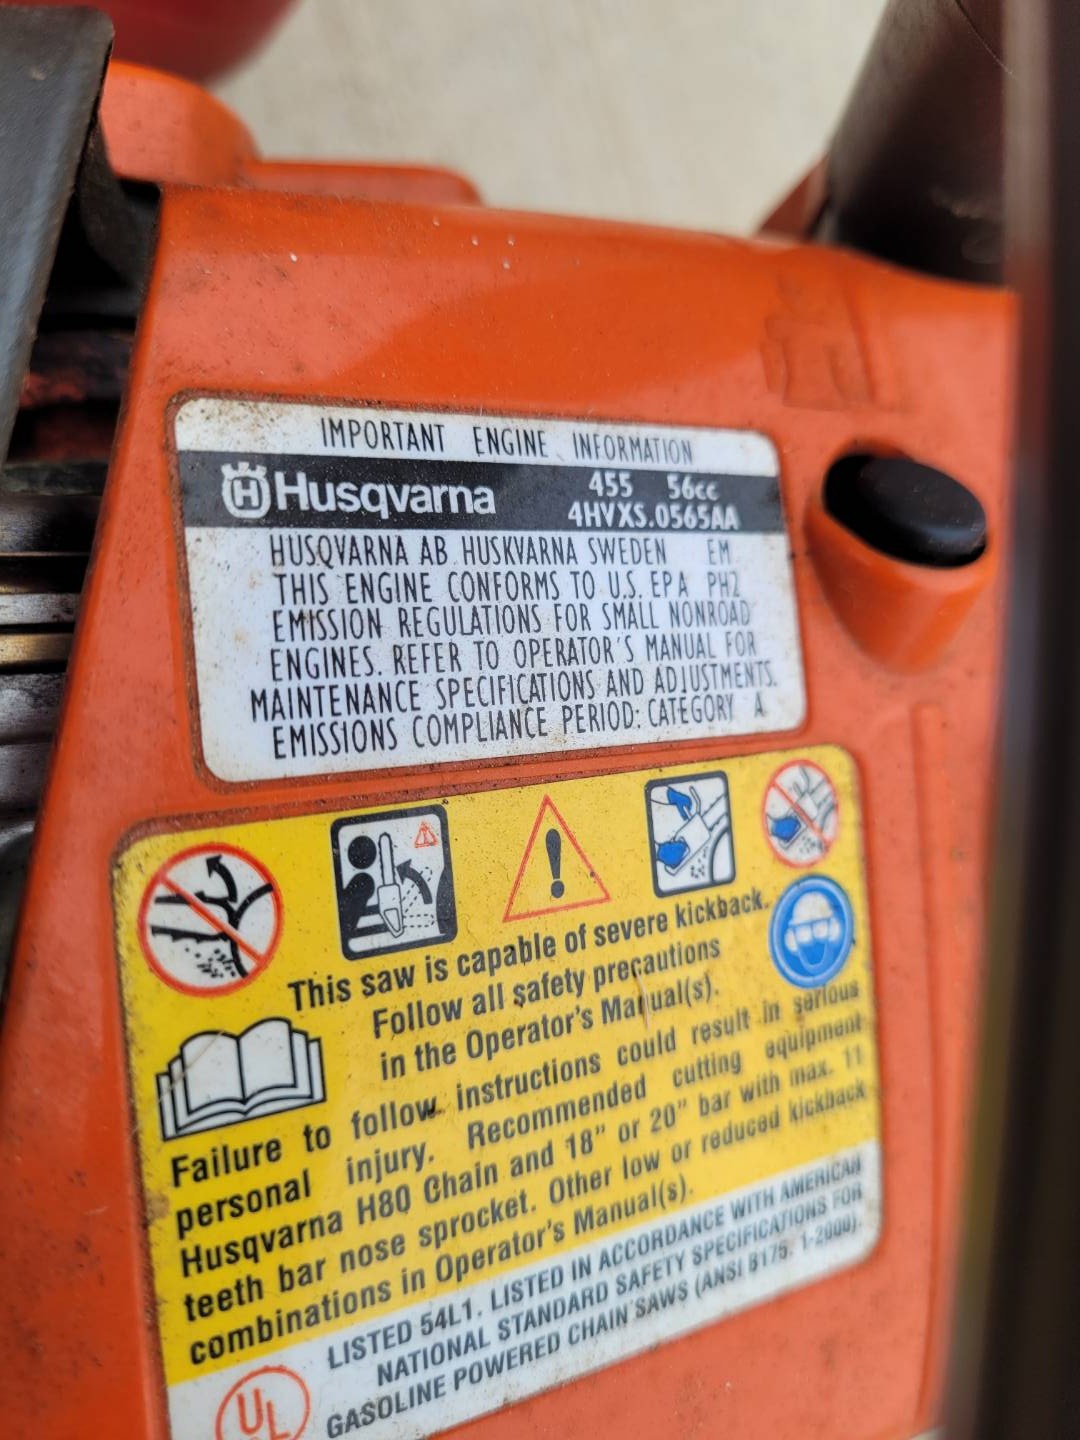 IMPORTANT ENGINE INFORMATION
H Husqvarna 455 56cc
4HVXS.0565AA
HUSQVARNA AB HUSKVARNA SWEDEN EM
THIS ENGINE CONFORMS TO U.S. EPA PH2
EMISSION REGULATIONS FOR SMALL NONROAD
ENGINES. REFER TO OPERATOR'S MANUAL FOR
MAINTENANCE SPECIFICATIONS AND ADJUSTMENTS.
EMISSIONS COMPLIANCE PERIOD: CATEGORY A
This saw is capable of severe kickback.
Follow all safety precautions
in the Operator's Manual(s).
Failure to follow instructions could result in serious
personal injury. Recommended cutting equipment
Husqvarna H80 Chain and 18" or 20" bar with max. 11
teeth bar nose sprocket. Other low or reduced kickback
combinations in Operator's Manual(s).
LISTED 54L1. LISTED IN ACCORDANCE WITH AMERICAN
NATIONAL STANDARD SAFETY SPECIFICATIONS FOR
GASOLINE POWERED CHAIN SAWS (ANSI B175. 1-2000).
UL